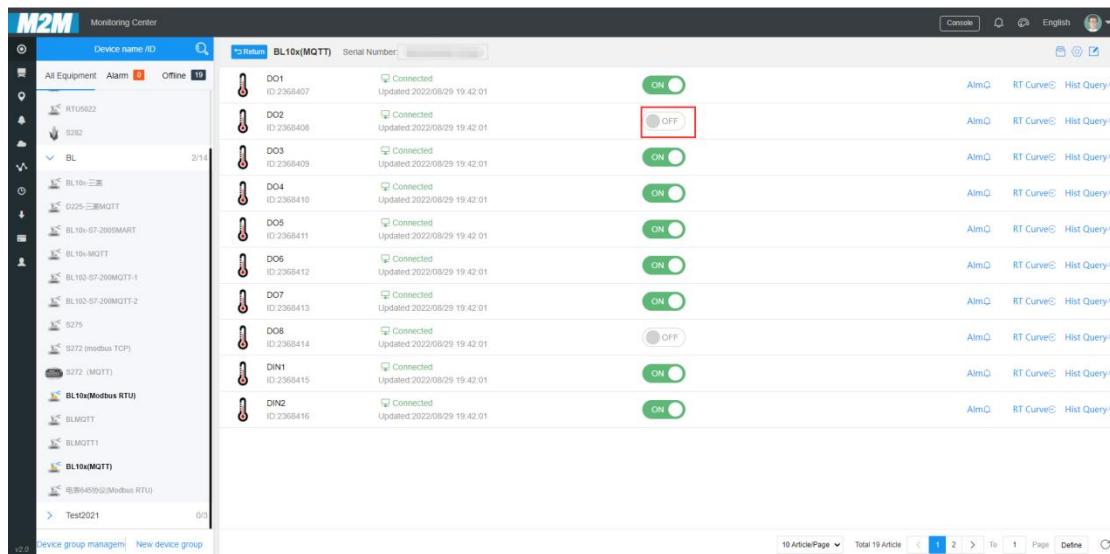 M2M Monitoring Center Console English
Device name /ID
Return BL10x(MQTT) Serial Number:
All Equipment Alarm 0 Offline 19
RTU5022
S282
BL 2/14
BL10x-三菱
D225-三菱MQTT
BL10x-S7-200SMART
BL10x-MQTT
BL102-S7-200MQTT-1
BL102-S7-200MQTT-2
S275
S272 (modbus TCP)
S272 (MQTT)
BL10x(Modbus RTU)
BLMQTT
BLMQTT1
BL10x(MQTT)
电表645协议(Modbus RTU)
Test2021 0/3
Device group managem New device group
v2.0
DO1 Connected ON Alm RT Curve Hist Query
ID:2368407 Updated:2022/08/29 19:42:01
DO2 Connected OFF Alm RT Curve Hist Query
ID:2368408 Updated:2022/08/29 19:42:01
DO3 Connected ON Alm RT Curve Hist Query
ID:2368409 Updated:2022/08/29 19:42:01
DO4 Connected ON Alm RT Curve Hist Query
ID:2368410 Updated:2022/08/29 19:42:01
DO5 Connected ON Alm RT Curve Hist Query
ID:2368411 Updated:2022/08/29 19:42:01
DO6 Connected ON Alm RT Curve Hist Query
ID:2368412 Updated:2022/08/29 19:42:01
DO7 Connected ON Alm RT Curve Hist Query
ID:2368413 Updated:2022/08/29 19:42:01
DO8 Connected OFF Alm RT Curve Hist Query
ID:2368414 Updated:2022/08/29 19:42:01
DIN1 Connected ON Alm RT Curve Hist Query
ID:2368415 Updated:2022/08/29 19:42:01
DIN2 Connected ON Alm RT Curve Hist Query
ID:2368416 Updated:2022/08/29 19:42:01
10 Article/Page Total 19 Article < 1 2 > To 1 Page Define